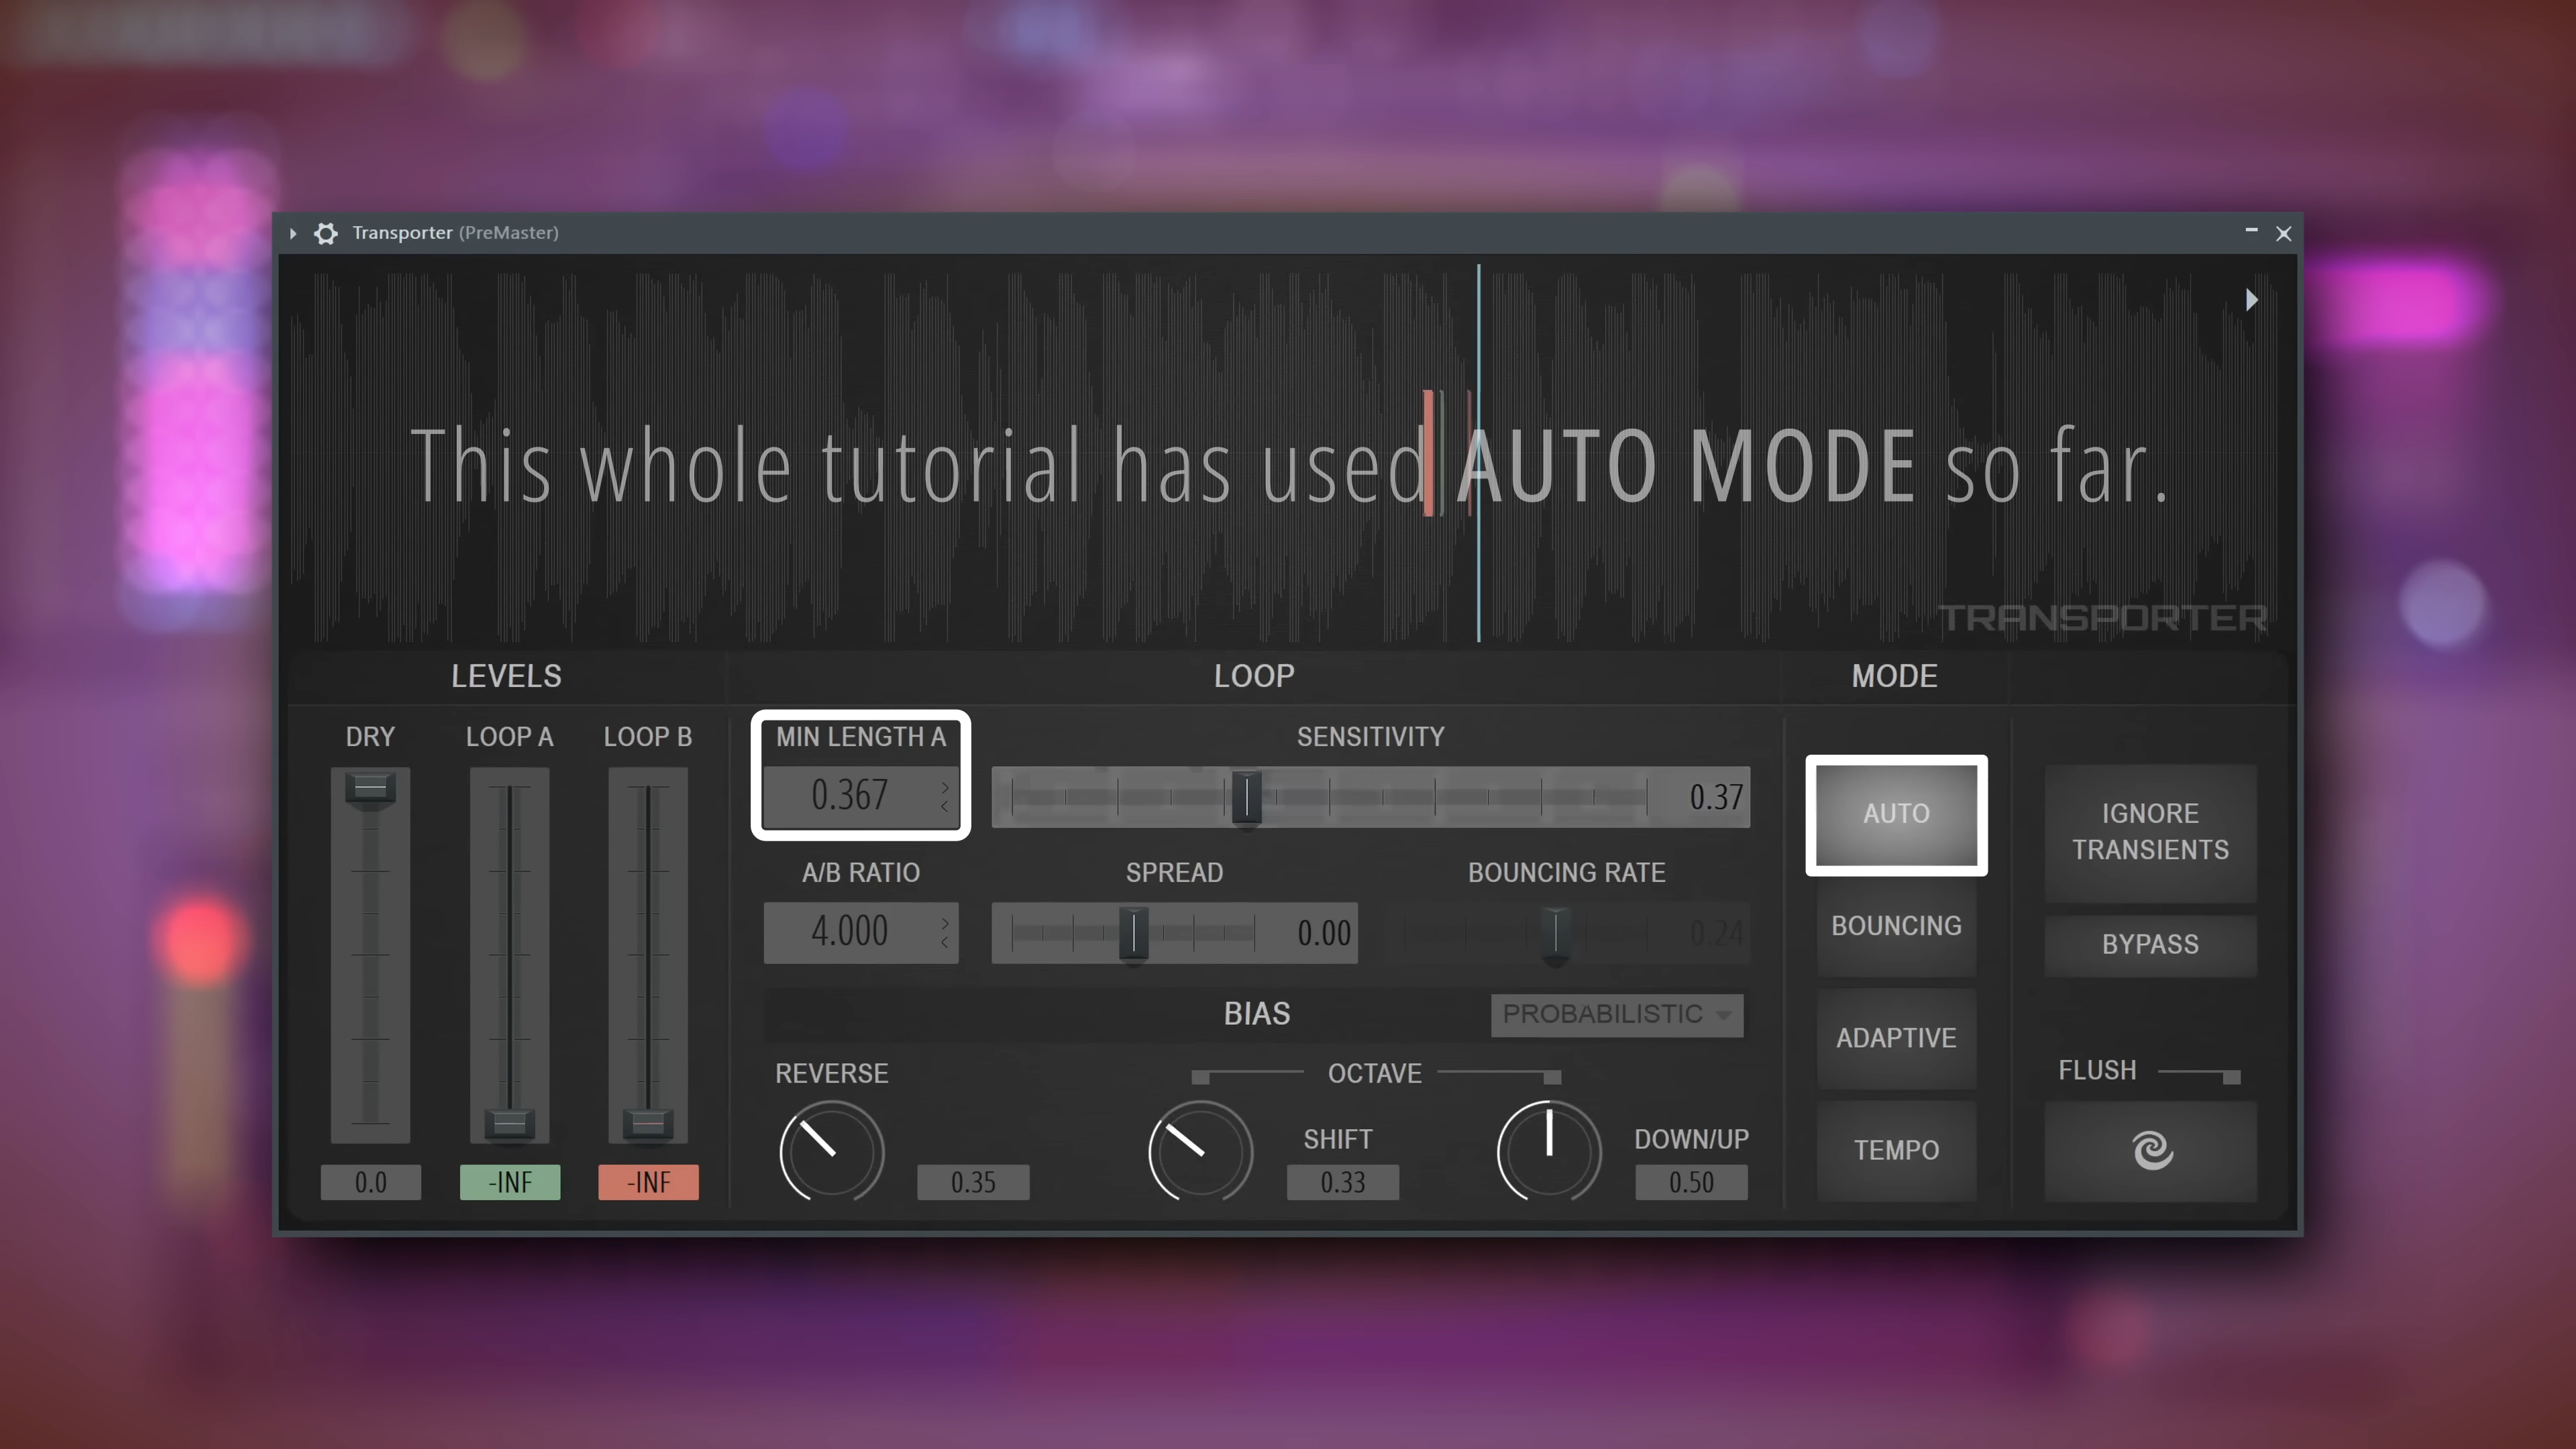 Transporter (PreMaster)
This whole tutorial has used AUTO MODE so far.
TRANSPORTER
LEVELS
LOOP
MODE
DRY
LOOP A
LOOP B
MIN LENGTH A
SENSITIVITY
0.367
0.37
AUTO
IGNORE
TRANSIENTS
A/B RATIO
SPREAD
BOUNCING RATE
4.000
0.00
0.24
BOUNCING
BYPASS
BIAS
PROBABILISTIC
ADAPTIVE
REVERSE
OCTAVE
FLUSH
SHIFT
DOWN/UP
TEMPO
0.0
-INF
-INF
0.35
0.33
0.50